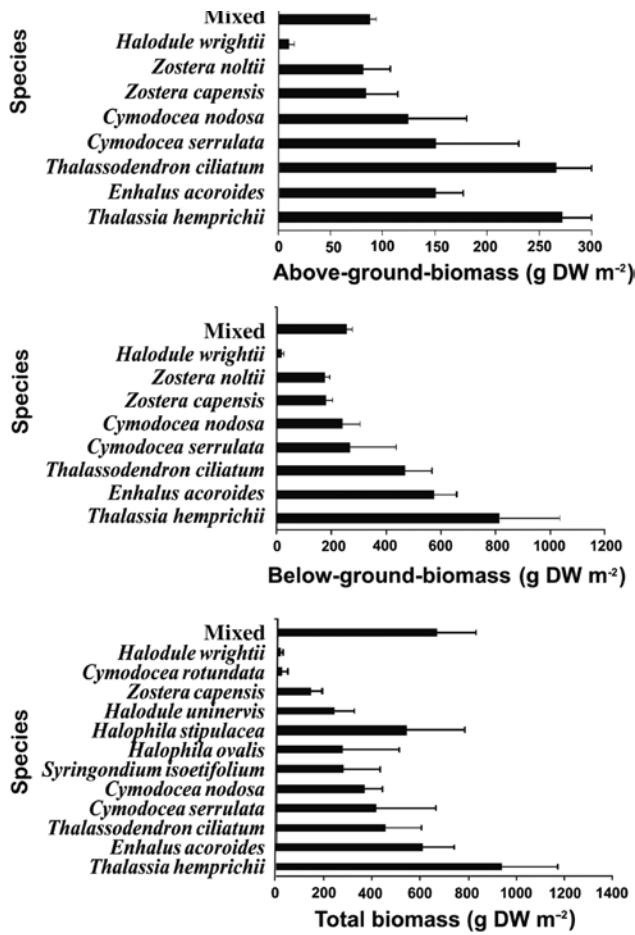 Species
Mixed
Halodule wrightii
Zostera noltii
Zostera capensis
Cymodocea nodosa
Cymodocea serrulata
Thalassodendron ciliatum
Enhalus acoroides
Thalassia hemprichii
0 50 100 150 200 250 300
Above-ground-biomass (g DW m⁻²)
Species
Mixed
Halodule wrightii
Zostera noltii
Zostera capensis
Cymodocea nodosa
Cymodocea serrulata
Thalassodendron ciliatum
Enhalus acoroides
Thalassia hemprichii
0 200 400 600 800 1000 1200
Below-ground-biomass (g DW m⁻²)
Species
Mixed
Halodule wrightii
Cymodocea rotundata
Zostera capensis
Halodule uninervis
Halophila stipulacea
Halophila ovalis
Syringondium isoetifolium
Cymodocea nodosa
Cymodocea serrulata
Thalassodendron ciliatum
Enhalus acoroides
Thalassia hemprichii
0 200 400 600 800 1000 1200 1400
Total biomass (g DW m⁻²)